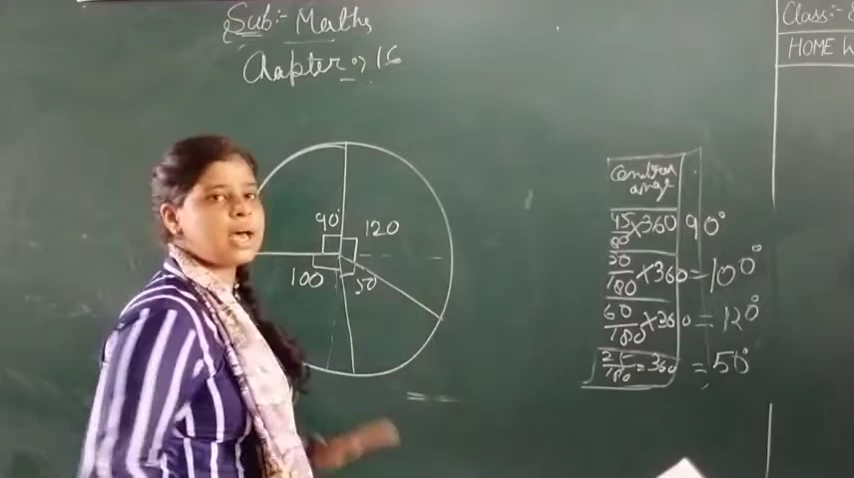 Sub:- Maths
Chapter :- 16
Class:-
HOME W
90°
120
100
50
Central
angle
45/180 × 360 90°
50/180 × 360 = 100°
60/180 × 360 = 120°
25/180 = 360 = 50°